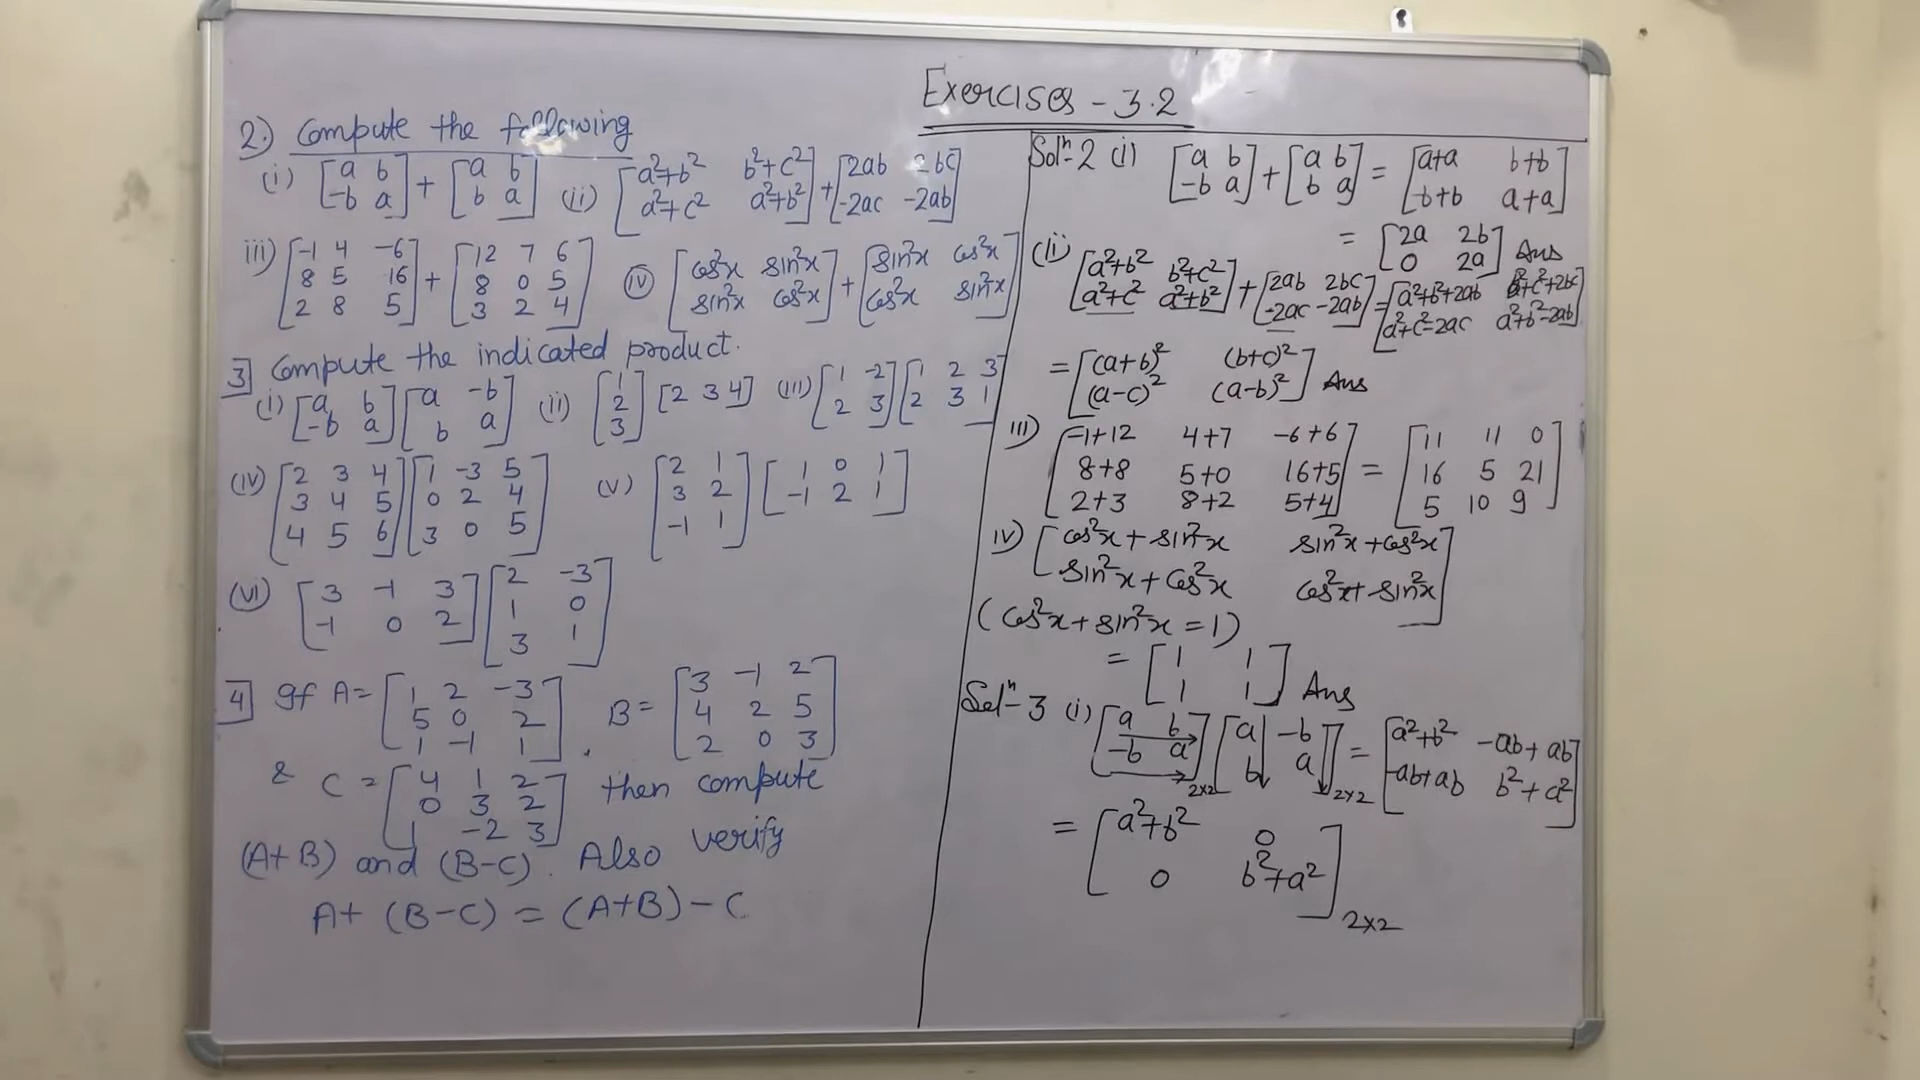 Exercises - 3.2
2.) Compute the following
(i) [a b; -b a] + [a b; b a] (ii) [a²+b² b²+c²; a²+c² a²+b²] + [2ab 2bc; -2ac -2ab]
iii) [-1 4 -6; 8 5 16; 2 8 5] + [12 7 6; 8 0 5; 3 2 4] (iv) [cos²x sin²x; sin²x cos²x] + [sin²x cos²x; cos²x sin²x]
3] Compute the indicated product.
(i) [a b; -b a] [a -b; b a] (ii) [1; 2; 3] [2 3 4] (iii) [1 -2; 2 3] [1 2 3; 2 3 1]
(iv) [2 3 4; 3 4 5; 4 5 6] [1 -3 5; 0 2 4; 3 0 5] (v) [2 1; 3 2; -1 1] [1 0 1; -1 2 1]
(vi) [3 -1 3; -1 0 2] [2 -3; 1 0; 3 1]
4] If A = [1 2 -3; 5 0 2; 1 -1 1], B = [3 -1 2; 4 2 5; 2 0 3]
& C = [4 1 2; 0 3 2; 1 -2 3] then compute
(A+B) and (B-C). Also verify
A+ (B-C) = (A+B) - C
Solⁿ-2 (i) [a b; -b a] + [a b; b a] = [a+a b+b; -b+b a+a]
= [2a 2b; 0 2a] Ans
(ii [a²+b² b²+c²; a²+c² a²+b²] + [2ab 2bc; -2ac -2ab] = [a²+b²+2ab b²+c²+2bc; a²+c²-2ac a²+b²-2ab]
= [(a+b)² (b+c)²; (a-c)² (a-b)²] Ans
iii) [-1+12 4+7 -6+6; 8+8 5+0 16+5; 2+3 8+2 5+4] = [11 11 0; 16 5 21; 5 10 9]
iv) [cos²x+sin²x sin²x+cos²x; sin²x+cos²x cos²x+sin²x]
(cos²x+sin²x=1)
= [1 1; 1 1] Ans
Solⁿ-3 (i) [a b; -b a]2x2 [a -b; b a]2x2 = [a²+b² -ab+ab; -ab+ab b²+a²]
= [a²+b² 0; 0 b²+a²]2x2